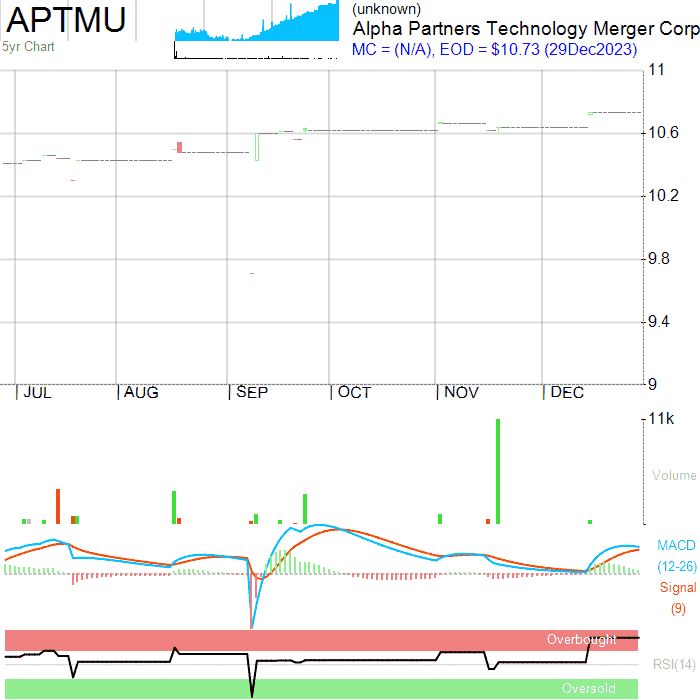 APTMU
5yr Chart
(unknown)
Alpha Partners Technology Merger Corp
MC = (N/A), EOD = $10.73 (29Dec2023)
11
10.6
10.2
9.8
9.4
9
JUL AUG SEP OCT NOV DEC
11k
Volume
MACD
(12-26)
Signal
(9)
Overbought
RSI(14)
Oversold